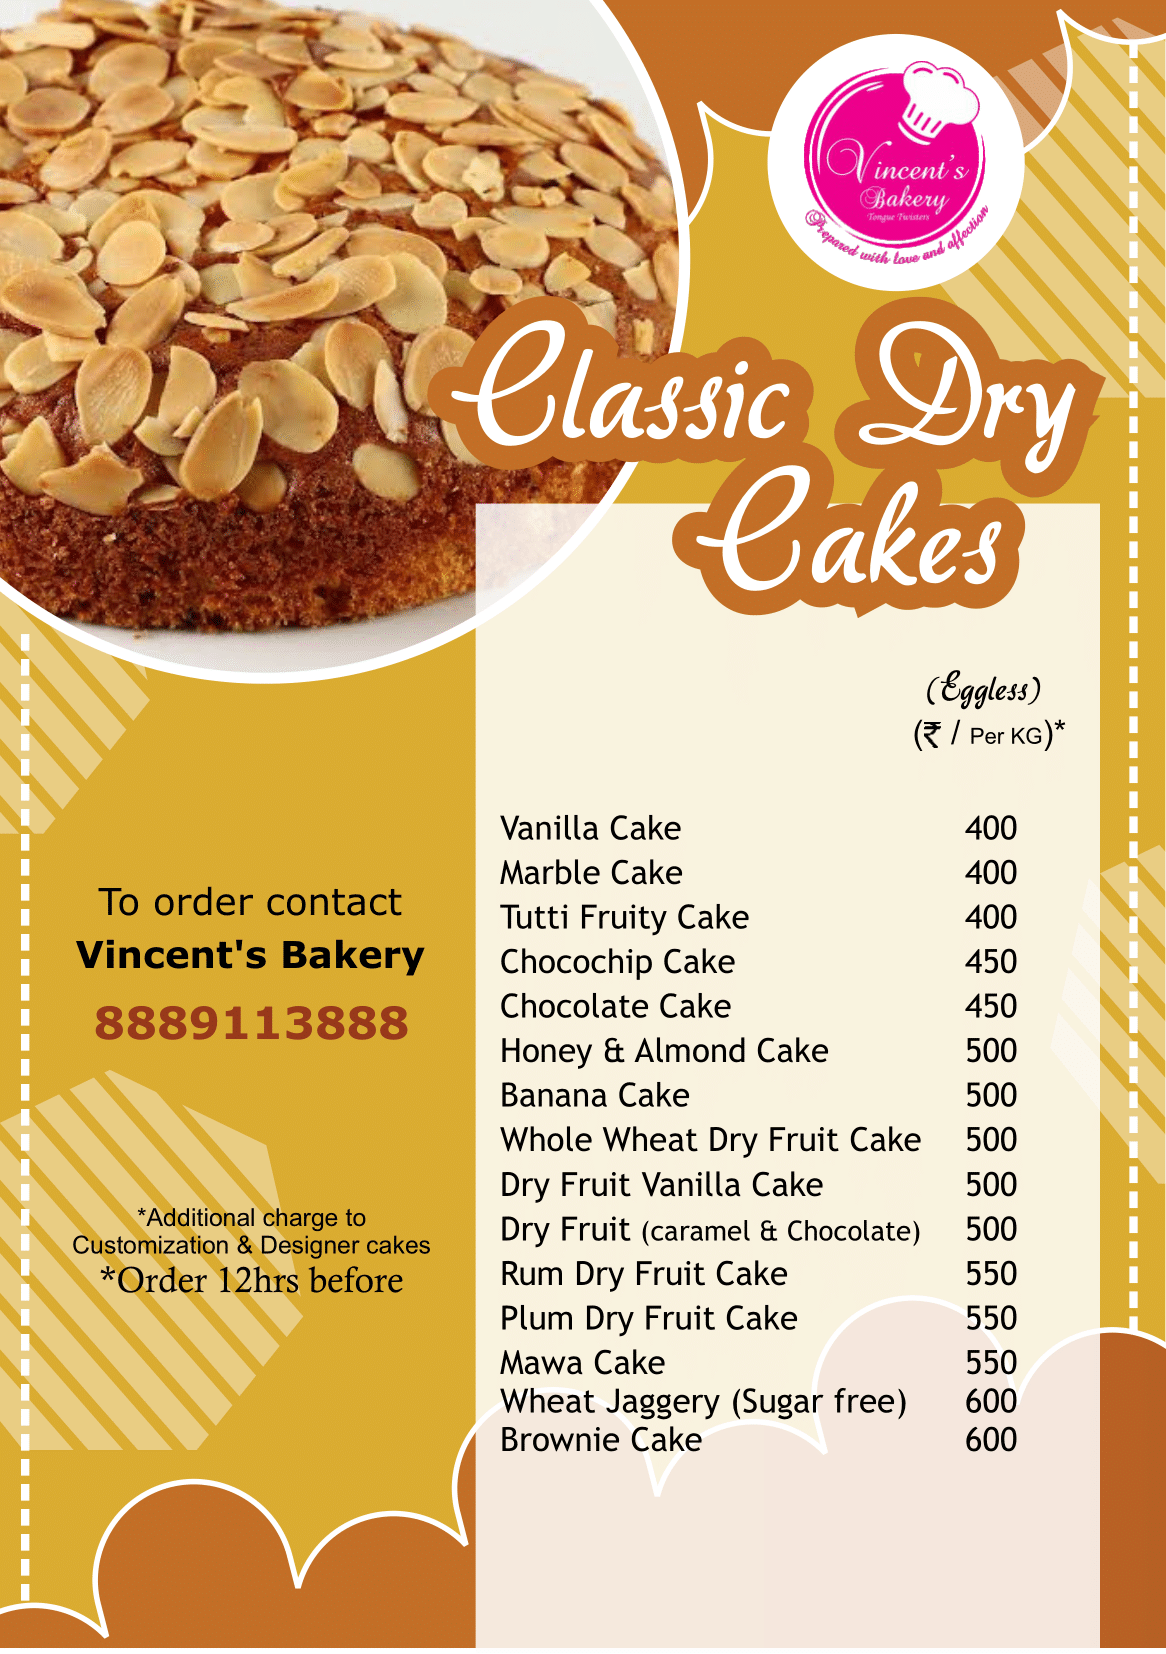 Vincent's
Bakery
Tongue Twisters
Prepared with love and affection
Classic Dry
Cakes
(Eggless)
(₹ / Per KG)*
Vanilla Cake 400
Marble Cake 400
Tutti Fruity Cake 400
Chocochip Cake 450
Chocolate Cake 450
Honey & Almond Cake 500
Banana Cake 500
Whole Wheat Dry Fruit Cake 500
Dry Fruit Vanilla Cake 500
Dry Fruit (caramel & Chocolate) 500
Rum Dry Fruit Cake 550
Plum Dry Fruit Cake 550
Mawa Cake 550
Wheat Jaggery (Sugar free) 600
Brownie Cake 600
To order contact
Vincent's Bakery
8889113888
*Additional charge to
Customization & Designer cakes
*Order 12hrs before